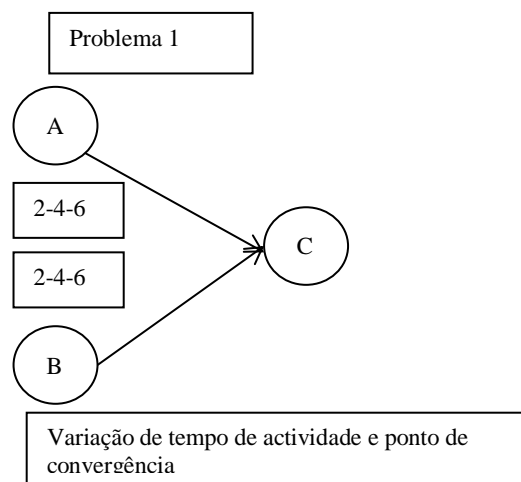 Problema 1
A
2-4-6
C
2-4-6
B
Variação de tempo de actividade e ponto de
convergência